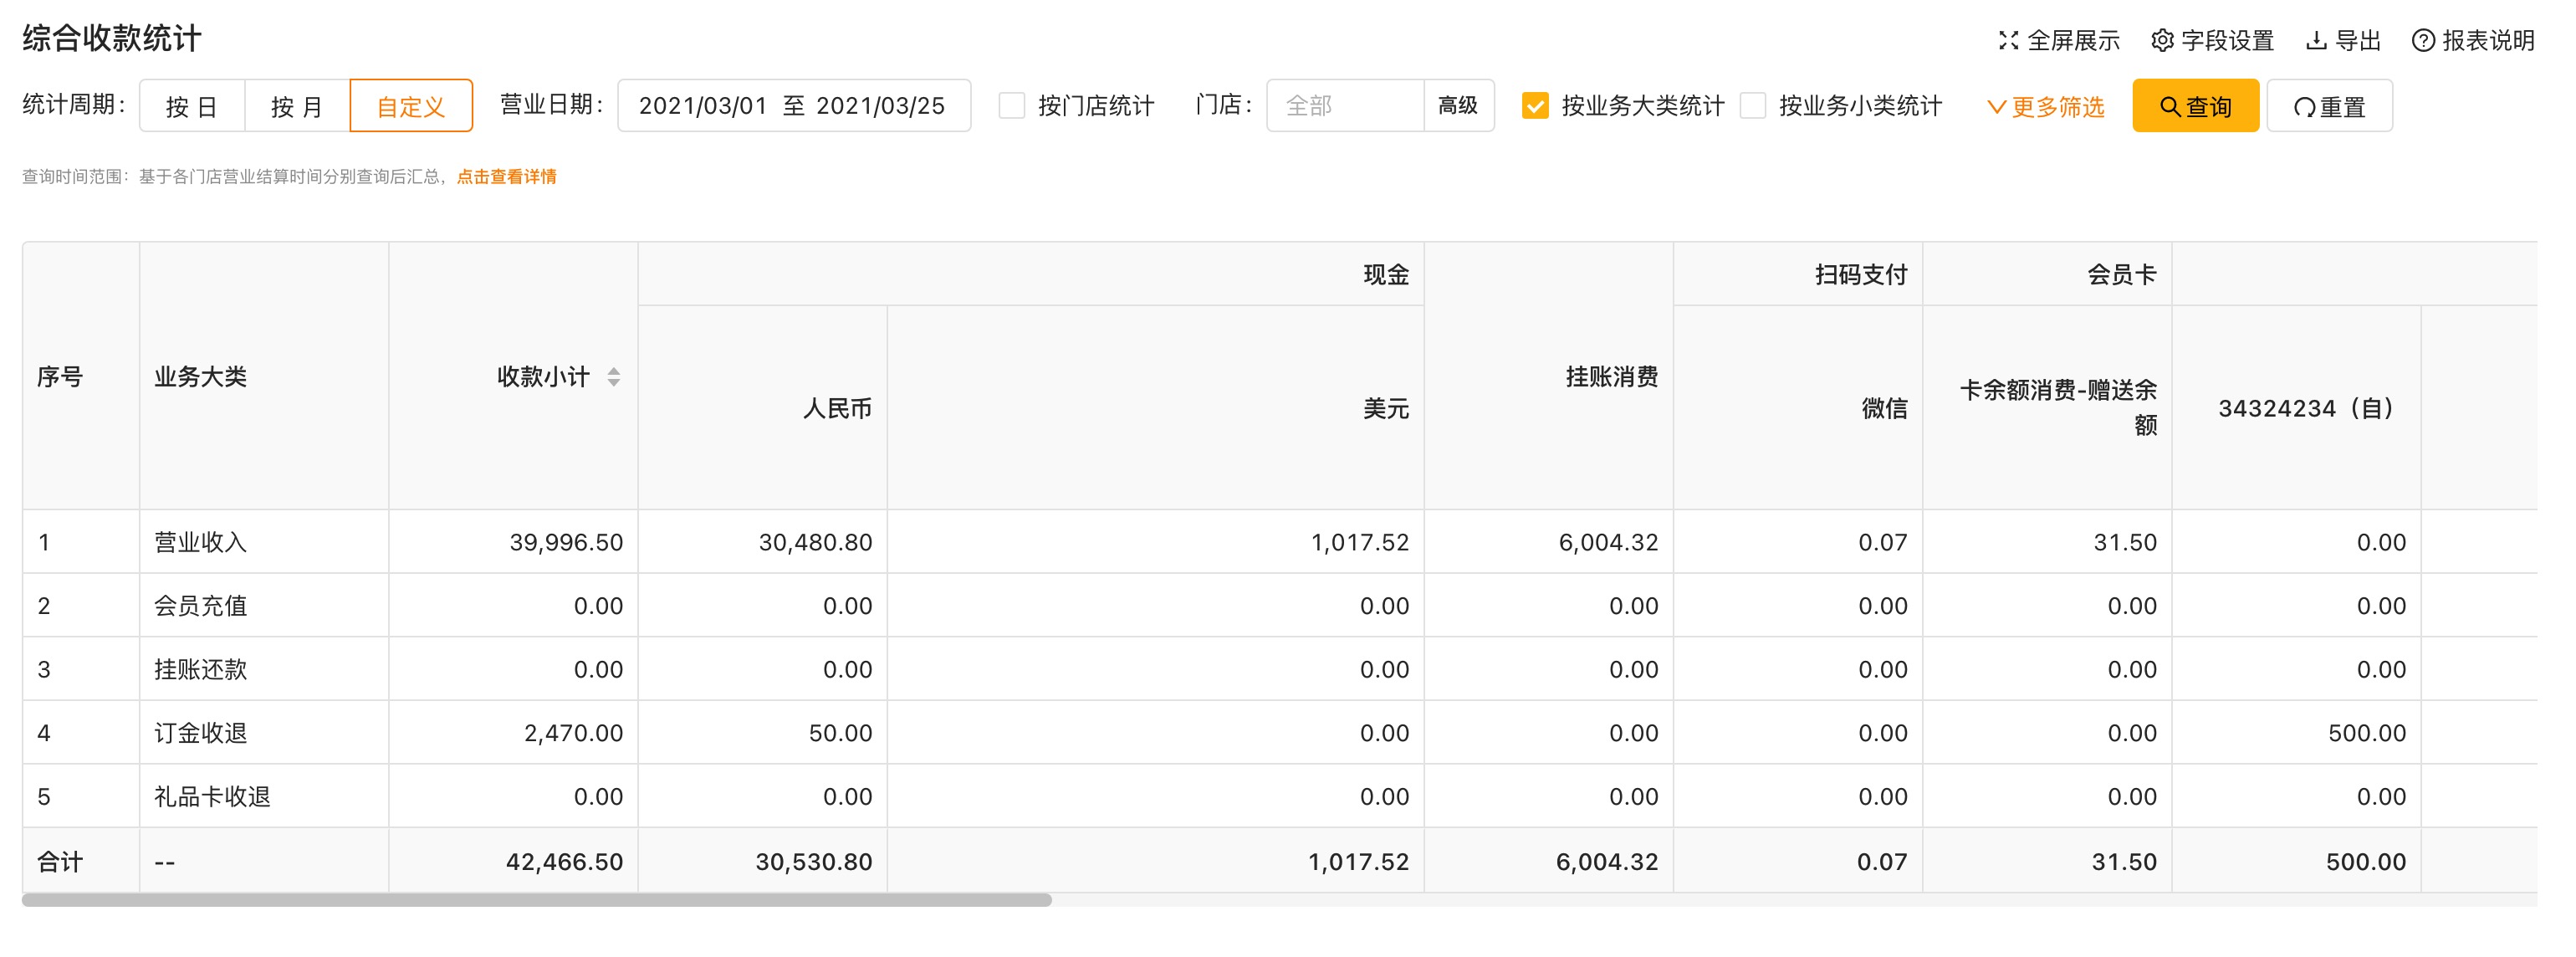 综合收款统计
全屏展示 字段设置 导出 报表说明
统计周期: 按 日 按 月 自定义 营业日期: 2021/03/01 至 2021/03/25 按门店统计 门店: 全部 高级 按业务大类统计 按业务小类统计 更多筛选 查询 重置
查询时间范围: 基于各门店营业结算时间分别查询后汇总, 点击查看详情
序号 业务大类 收款小计 现金 挂账消费 扫码支付 会员卡
人民币 美元 微信 卡余额消费-赠送余 34324234（自）
额
1 营业收入 39,996.50 30,480.80 1,017.52 6,004.32 0.07 31.50 0.00
2 会员充值 0.00 0.00 0.00 0.00 0.00 0.00 0.00
3 挂账还款 0.00 0.00 0.00 0.00 0.00 0.00 0.00
4 订金收退 2,470.00 50.00 0.00 0.00 0.00 0.00 500.00
5 礼品卡收退 0.00 0.00 0.00 0.00 0.00 0.00 0.00
合计 -- 42,466.50 30,530.80 1,017.52 6,004.32 0.07 31.50 500.00